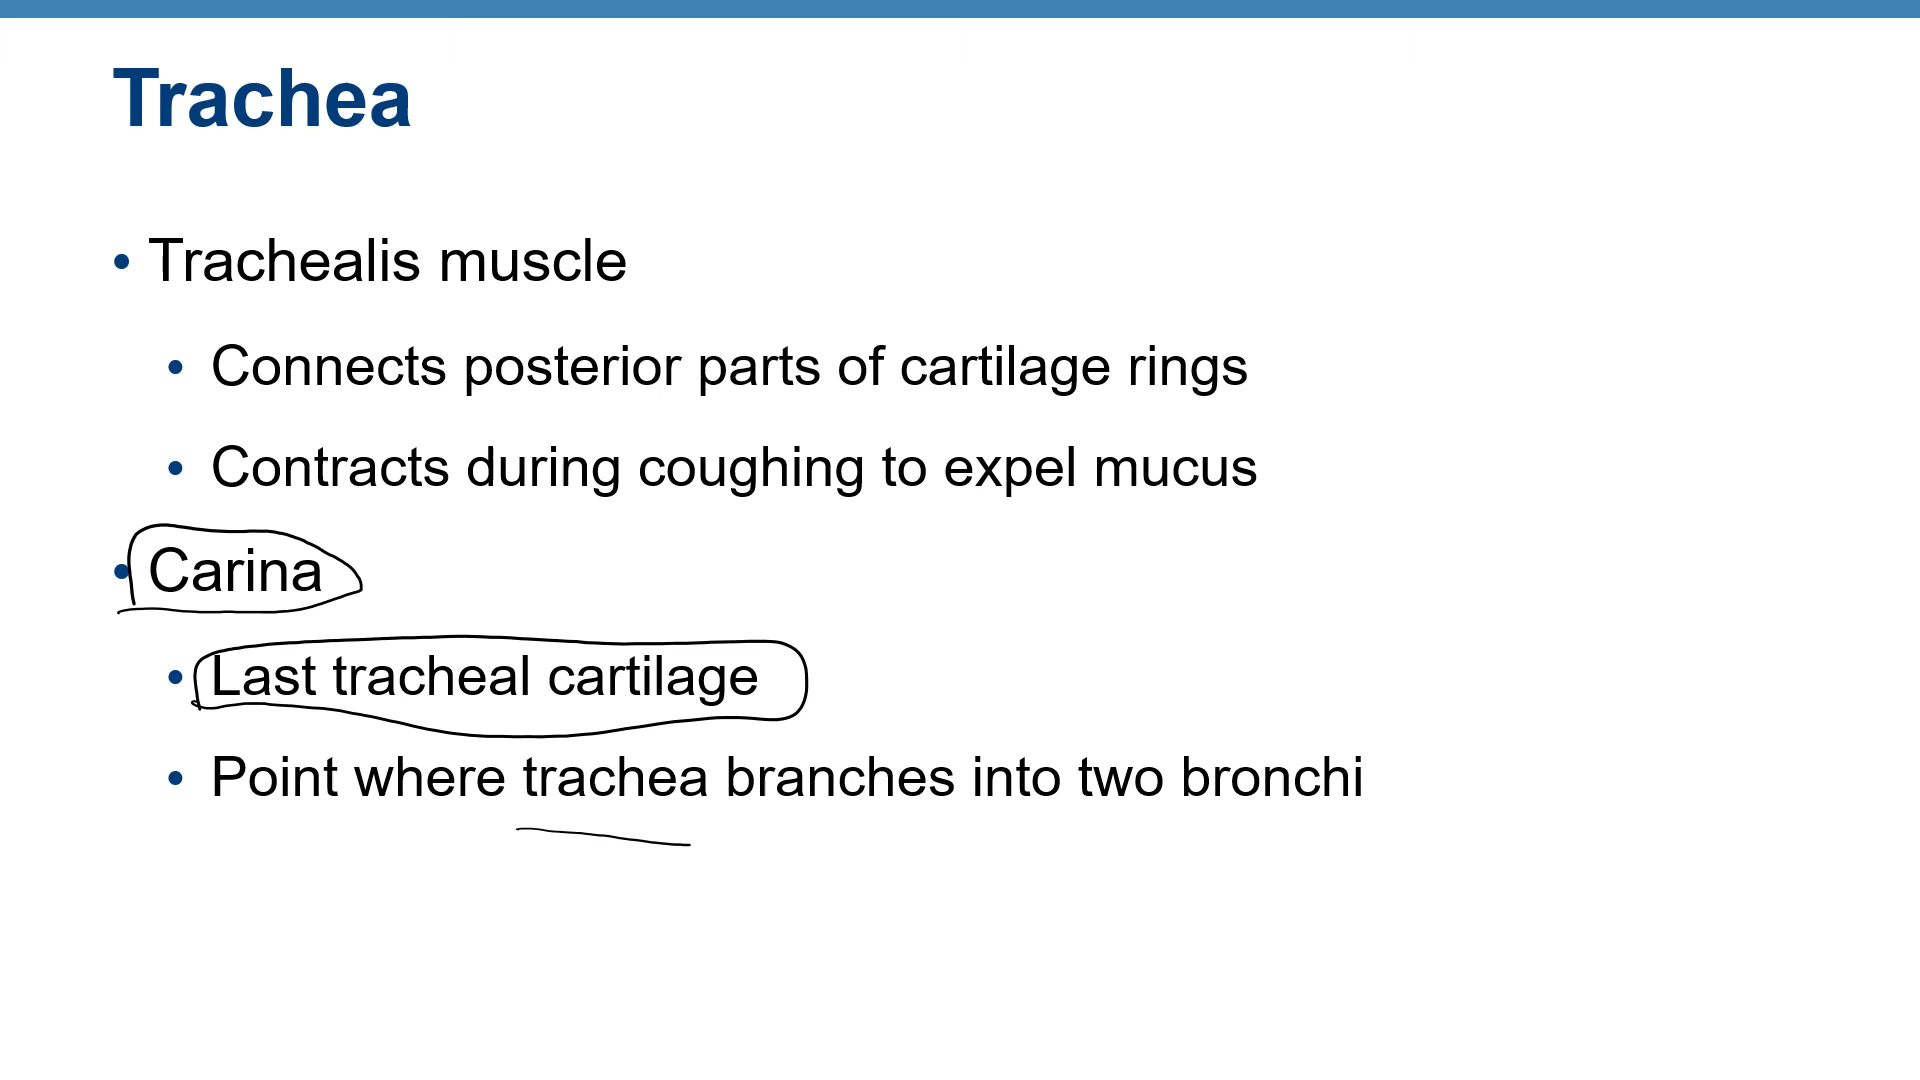 Trachea
• Trachealis muscle
• Connects posterior parts of cartilage rings
• Contracts during coughing to expel mucus
• Carina
• Last tracheal cartilage
• Point where trachea branches into two bronchi